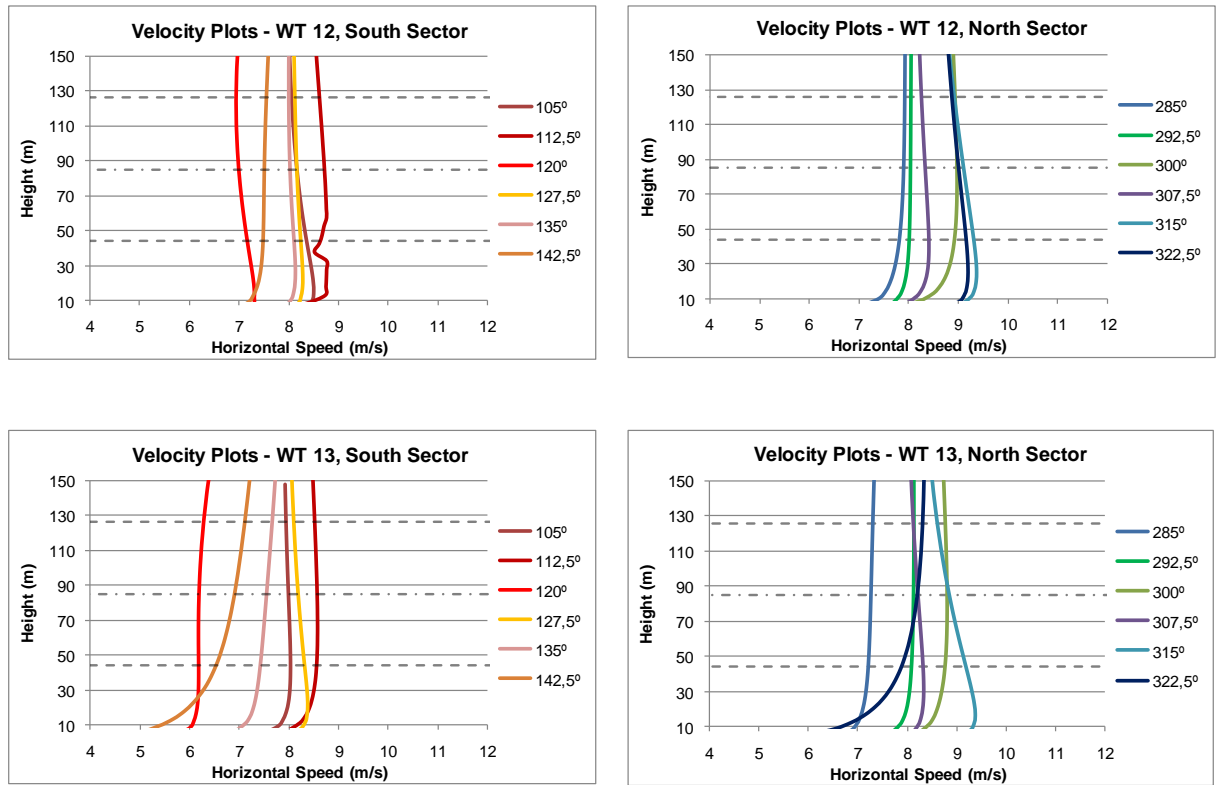 Velocity Plots - WT 12, South Sector
Height (m)
150
130
110
90
70
50
30
10
4 5 6 7 8 9 10 11 12
Horizontal Speed (m/s)
105º
112,5º
120º
127,5º
135º
142,5º
Velocity Plots - WT 12, North Sector
Height (m)
150
130
110
90
70
50
30
10
4 5 6 7 8 9 10 11 12
Horizontal Speed (m/s)
285º
292,5º
300º
307,5º
315º
322,5º
Velocity Plots - WT 13, South Sector
Height (m)
150
130
110
90
70
50
30
10
4 5 6 7 8 9 10 11 12
Horizontal Speed (m/s)
105º
112,5º
120º
127,5º
135º
142,5º
Velocity Plots - WT 13, North Sector
Height (m)
150
130
110
90
70
50
30
10
4 5 6 7 8 9 10 11 12
Horizontal Speed (m/s)
285º
292,5º
300º
307,5º
315º
322,5º